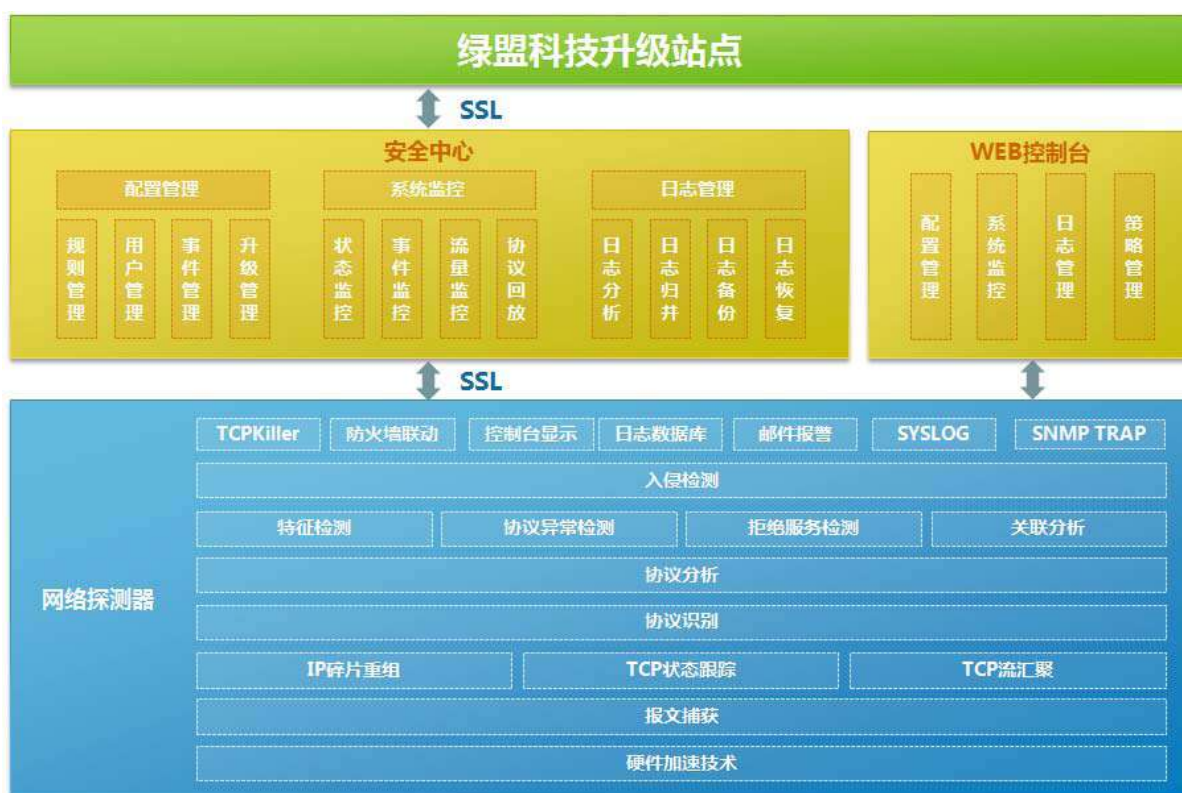 绿盟科技升级站点
SSL
安全中心
配置管理
系统监控
日志管理
规则管理
用户管理
事件管理
升级管理
状态监控
事件监控
流量监控
协议回放
日志分析
日志归并
日志备份
日志恢复
WEB控制台
配置管理
系统监控
日志管理
策略管理
SSL
网络探测器
TCPKiller
防火墙联动
控制台显示
日志数据库
邮件报警
SYSLOG
SNMP TRAP
入侵检测
特征检测
协议异常检测
拒绝服务检测
关联分析
协议分析
协议识别
IP碎片重组
TCP状态跟踪
TCP流汇聚
报文捕获
硬件加速技术